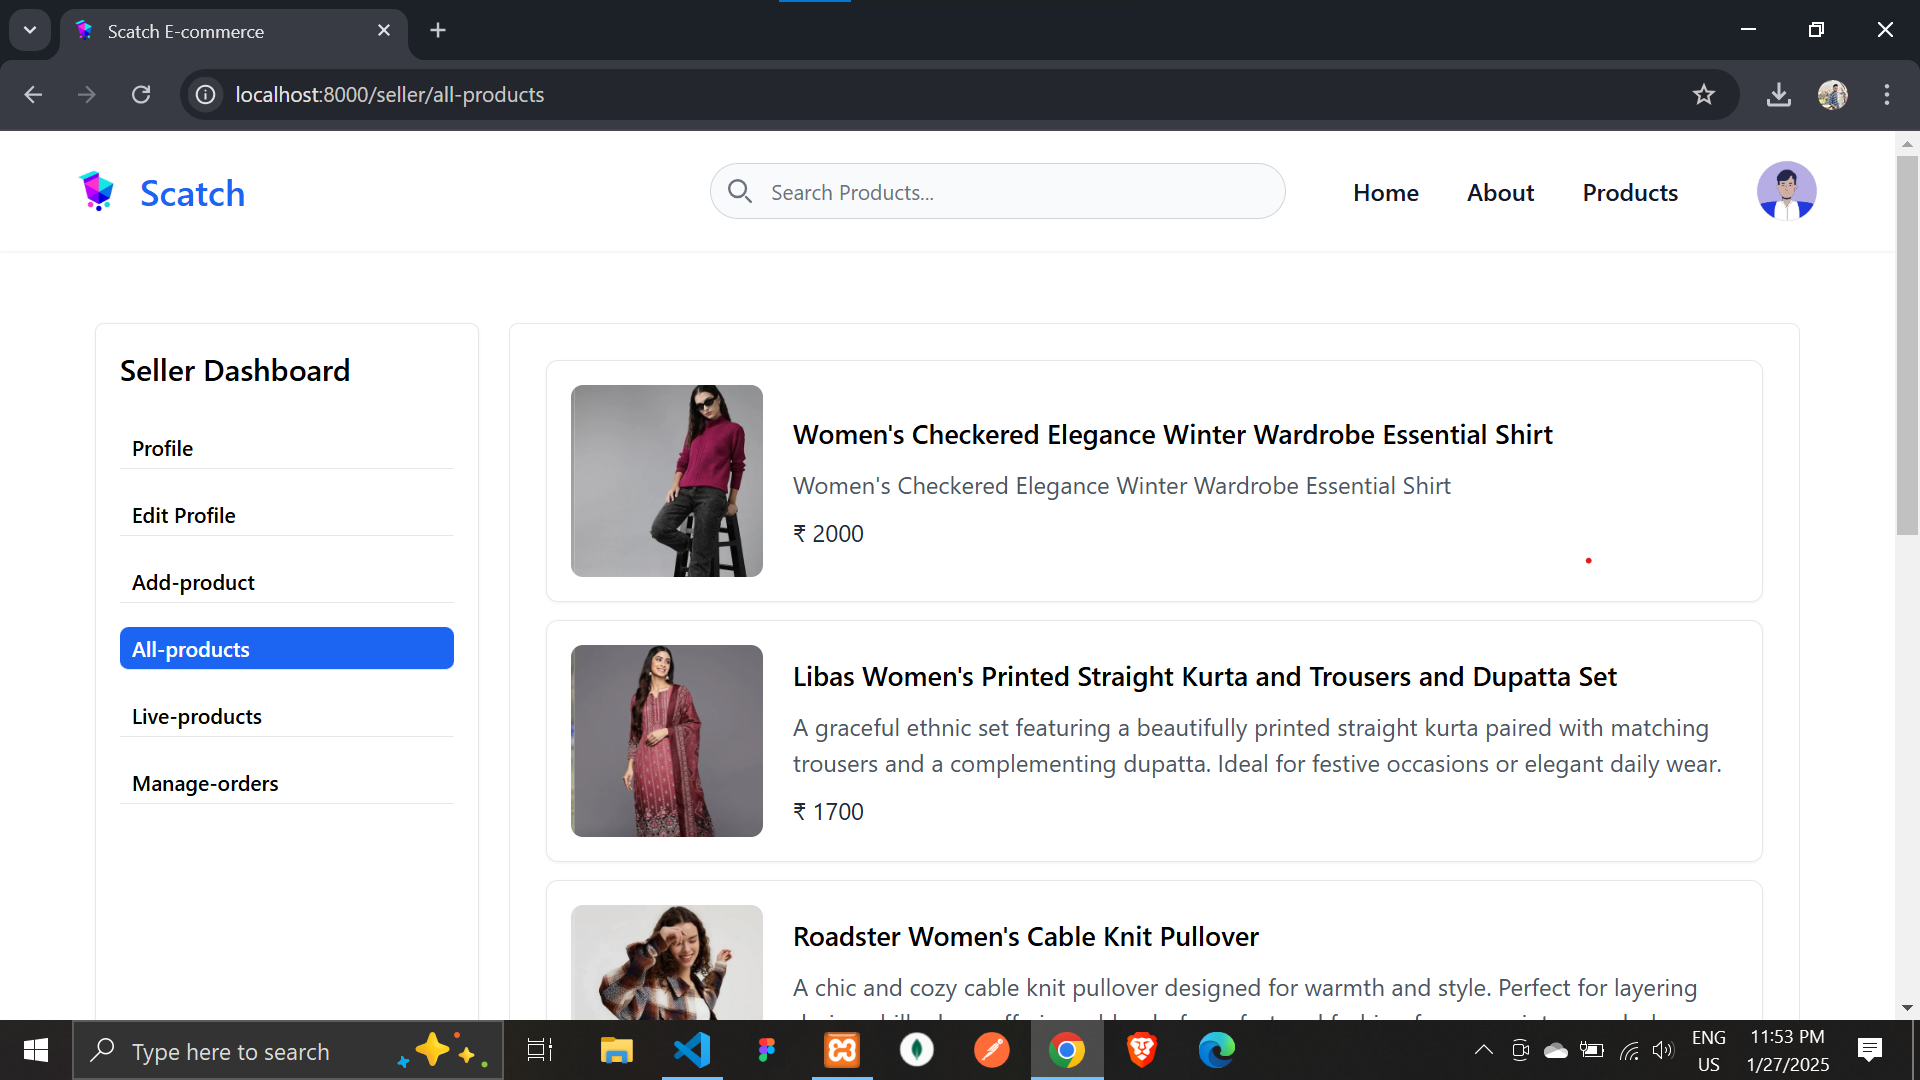 Scatch E-commerce
localhost:8000/seller/all-products
Scatch
Search Products...
Home
About
Products
Seller Dashboard
Profile
Edit Profile
Add-product
All-products
Live-products
Manage-orders
Women's Checkered Elegance Winter Wardrobe Essential Shirt
Women's Checkered Elegance Winter Wardrobe Essential Shirt
₹ 2000
Libas Women's Printed Straight Kurta and Trousers and Dupatta Set
A graceful ethnic set featuring a beautifully printed straight kurta paired with matching
trousers and a complementing dupatta. Ideal for festive occasions or elegant daily wear.
₹ 1700
Roadster Women's Cable Knit Pullover
A chic and cozy cable knit pullover designed for warmth and style. Perfect for layering
Type here to search
ENG
US
11:53 PM
1/27/2025